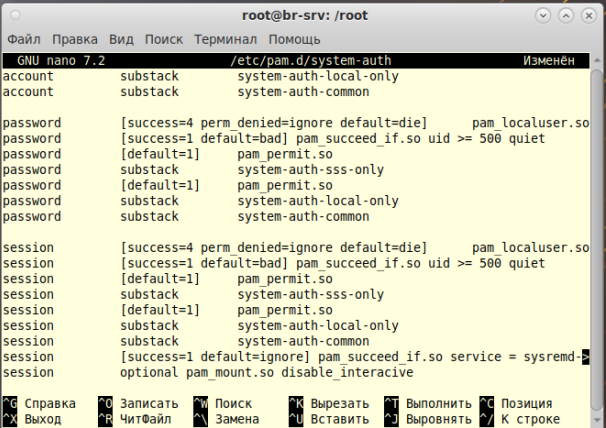 root@br-srv: /root
Файл Правка Вид Поиск Терминал Помощь
GNU nano 7.2 /etc/pam.d/system-auth Изменён
account substack system-auth-local-only
account substack system-auth-common
password [success=4 perm_denied=ignore default=die] pam_localuser.so
password [success=1 default=bad] pam_succeed_if.so uid >= 500 quiet
password [default=1] pam_permit.so
password substack system-auth-sss-only
password [default=1] pam_permit.so
password substack system-auth-local-only
password substack system-auth-common
session [success=4 perm_denied=ignore default=die] pam_localuser.so
session [success=1 default=bad] pam_succeed_if.so uid >= 500 quiet
session [default=1] pam_permit.so
session substack system-auth-sss-only
session [default=1] pam_permit.so
session substack system-auth-local-only
session substack system-auth-common
session [success=1 default=ignore] pam_succeed_if.so service = sysremd->
session optional pam_mount.so disable_interacive
^G Справка ^O Записать ^W Поиск ^K Вырезать ^T Выполнить ^C Позиция
^X Выход ^R ЧитФайл ^\ Замена ^U Вставить ^J Выровнять ^/ К строке